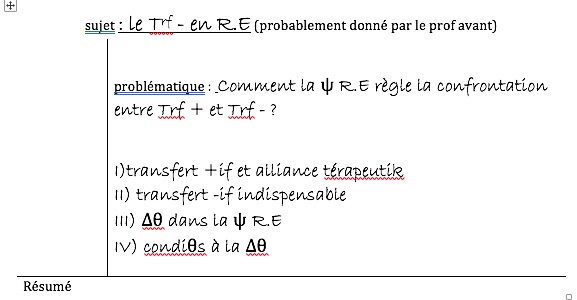 sujet : le Trf - en R.E (probablement donné par le prof avant)
problématique : Comment la ψ R.E règle la confrontation
entre Trf + et Trf - ?
I)transfert +if et alliance térapeutik
II) transfert -if indispensable
III) Δθ dans la ψ R.E
IV) condiθs à la Δθ
Résumé